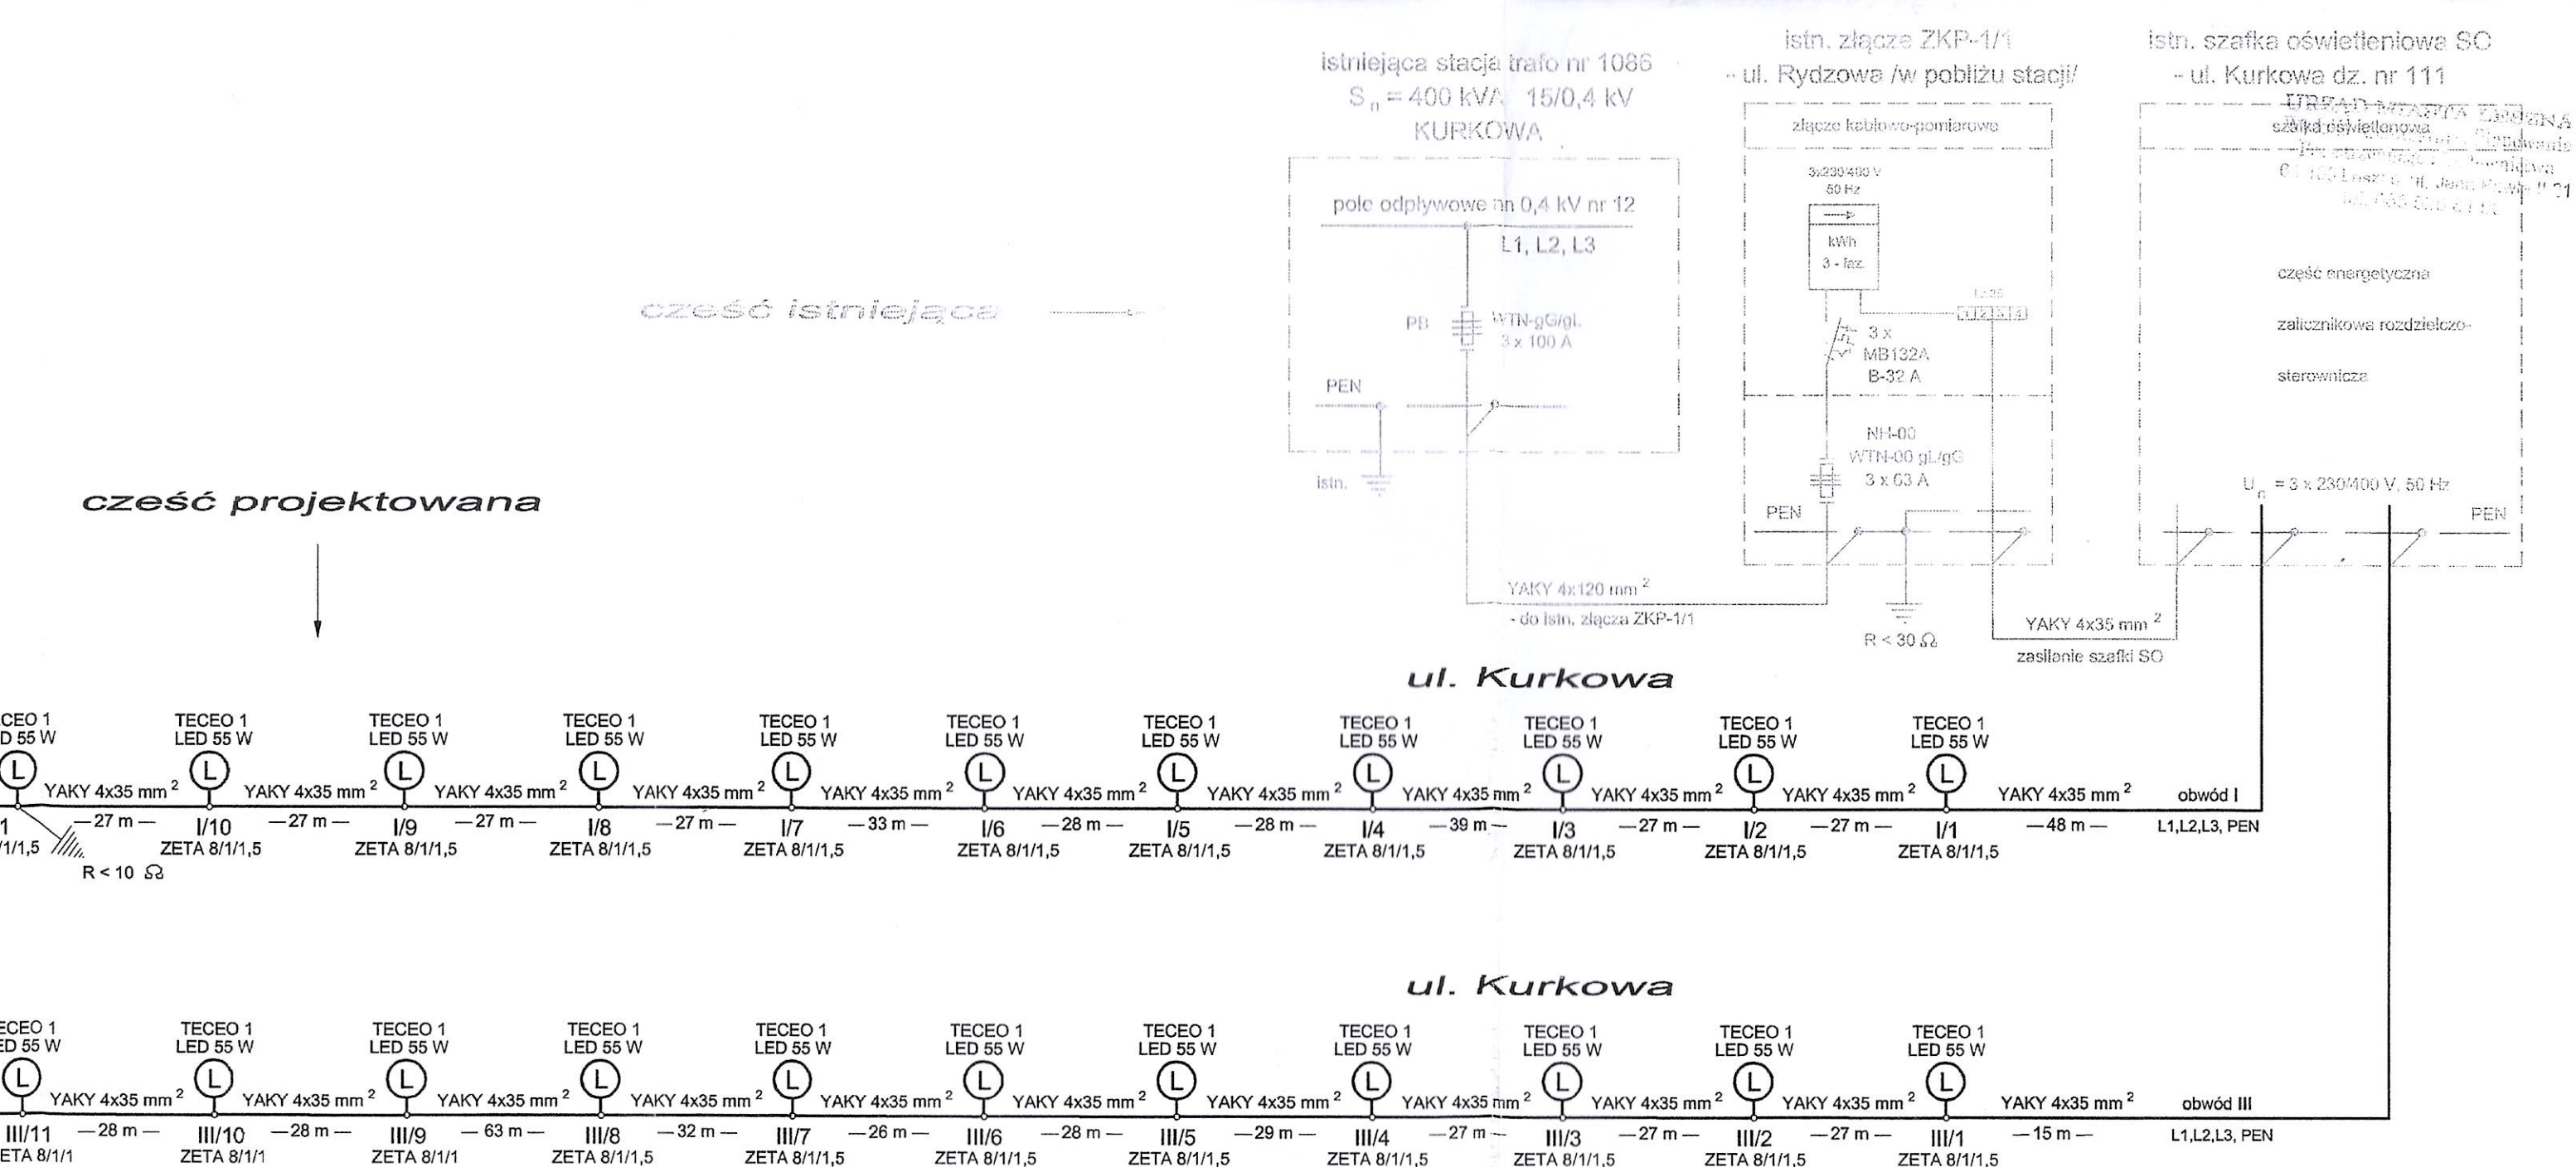 istniejąca stacja trafo nr 1086
S n = 400 kVA 15/0,4 kV
KURKOWA
istn. złącze ZKP-1/1
- ul. Rydzowa /w pobliżu stacji/
istn. szafka oświetleniowa SO
- ul. Kurkowa dz. nr 111
złącze kablowo-pomiarowe
szafka oświetlonowa
pole odpływowe nn 0,4 kV nr 12
L1, L2, L3
PB
WTN-gG/gL
3 x 100 A
PEN
istn.
YAKY 4x120 mm 2
- do istn. złącza ZKP-1/1
3x230/400 V
50 Hz
kWh
3 - faz.
3 x
MB132A
B-32 A
NH-00
WTN-00 gL/gG
3 x 63 A
PEN
R < 30 Ω
część energetyczna
zalicznikowa rozdzielczo-
sterownicza
U n = 3 x 230/400 V, 50 Hz
PEN
YAKY 4x35 mm 2
zasilanie szafki SO
cześć istniejąca
cześć projektowana
ul. Kurkowa
CEO 1 TECEO 1 TECEO 1 TECEO 1 TECEO 1 TECEO 1 TECEO 1 TECEO 1 TECEO 1 TECEO 1 TECEO 1
D 55 W LED 55 W LED 55 W LED 55 W LED 55 W LED 55 W LED 55 W LED 55 W LED 55 W LED 55 W LED 55 W
L L L L L L L L L L L
YAKY 4x35 mm 2 YAKY 4x35 mm 2 YAKY 4x35 mm 2 YAKY 4x35 mm 2 YAKY 4x35 mm 2 YAKY 4x35 mm 2 YAKY 4x35 mm 2 YAKY 4x35 mm 2 YAKY 4x35 mm 2 YAKY 4x35 mm 2 YAKY 4x35 mm 2 obwód I
1 — 27 m — I/10 — 27 m — I/9 — 27 m — I/8 — 27 m — I/7 — 33 m — I/6 — 28 m — I/5 — 28 m — I/4 — 39 m — I/3 — 27 m — I/2 — 27 m — I/1 — 48 m — L1,L2,L3, PEN
/1/1,5 ZETA 8/1/1,5 ZETA 8/1/1,5 ZETA 8/1/1,5 ZETA 8/1/1,5 ZETA 8/1/1,5 ZETA 8/1/1,5 ZETA 8/1/1,5 ZETA 8/1/1,5 ZETA 8/1/1,5 ZETA 8/1/1,5
R < 10 Ω
ul. Kurkowa
ECEO 1 TECEO 1 TECEO 1 TECEO 1 TECEO 1 TECEO 1 TECEO 1 TECEO 1 TECEO 1 TECEO 1 TECEO 1
ED 55 W LED 55 W LED 55 W LED 55 W LED 55 W LED 55 W LED 55 W LED 55 W LED 55 W LED 55 W LED 55 W
L L L L L L L L L L L
YAKY 4x35 mm 2 YAKY 4x35 mm 2 YAKY 4x35 mm 2 YAKY 4x35 mm 2 YAKY 4x35 mm 2 YAKY 4x35 mm 2 YAKY 4x35 mm 2 YAKY 4x35 mm 2 YAKY 4x35 mm 2 YAKY 4x35 mm 2 YAKY 4x35 mm 2 obwód III
III/11 — 28 m — III/10 — 28 m — III/9 — 63 m — III/8 — 32 m — III/7 — 26 m — III/6 — 28 m — III/5 — 29 m — III/4 — 27 m — III/3 — 27 m — III/2 — 27 m — III/1 — 15 m — L1,L2,L3, PEN
ETA 8/1/1 ZETA 8/1/1 ZETA 8/1/1 ZETA 8/1/1,5 ZETA 8/1/1,5 ZETA 8/1/1,5 ZETA 8/1/1,5 ZETA 8/1/1,5 ZETA 8/1/1,5 ZETA 8/1/1,5 ZETA 8/1/1,5